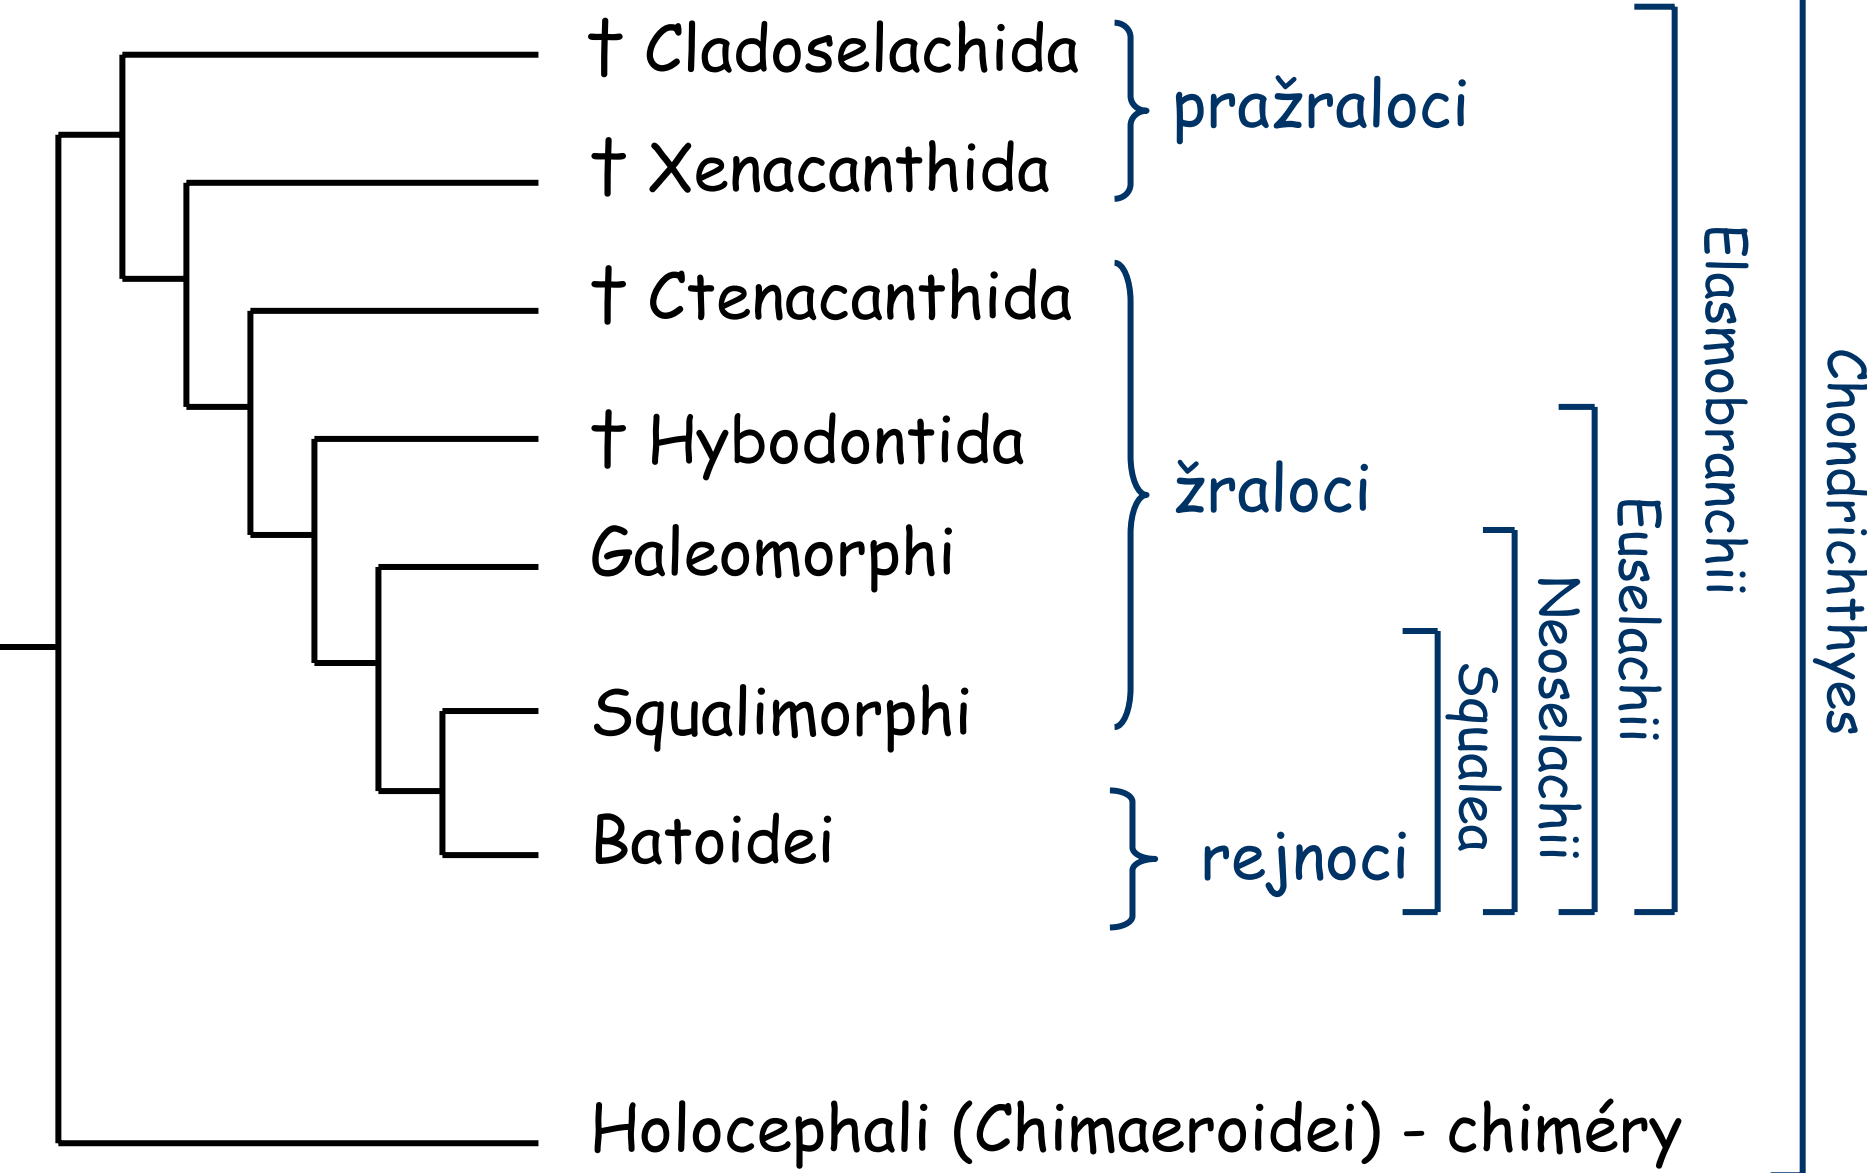 † Cladoselachida
pražraloci
† Xenacanthida
† Ctenacanthida
† Hybodontida
žraloci
Galeomorphi
Squalimorphi
Batoidei
rejnoci
Squalea
Neoselachii
Euselachii
Elasmobranchii
Chondrichthyes
Holocephali (Chimaeroidei) - chiméry